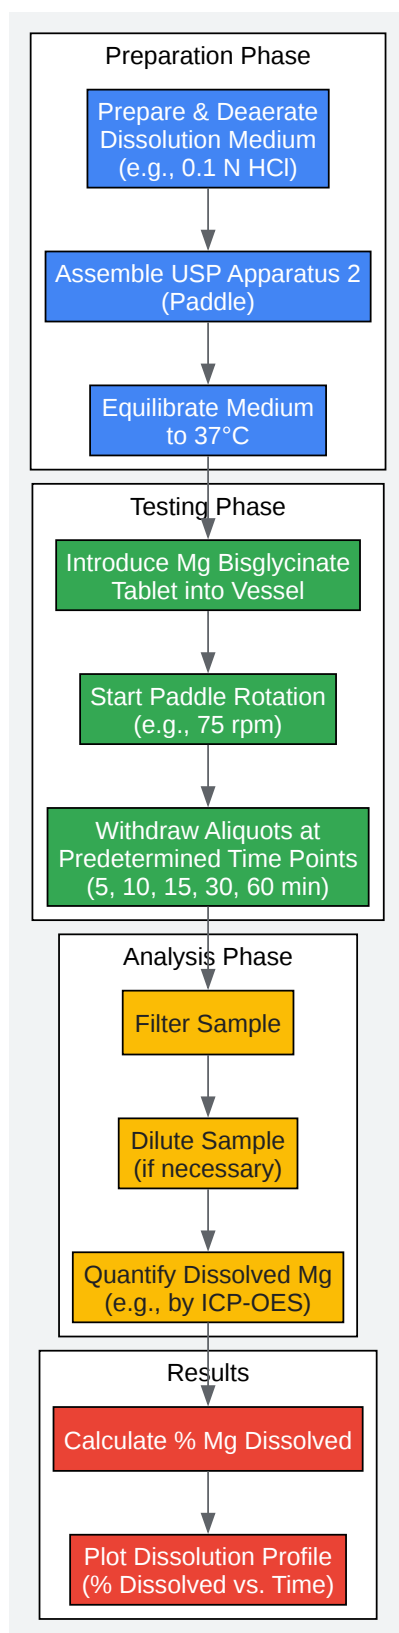 Preparation Phase
Prepare & Deaerate
Dissolution Medium
(e.g., 0.1 N HCl)
Assemble USP Apparatus 2
(Paddle)
Equilibrate Medium
to 37°C
Testing Phase
Introduce Mg Bisglycinate
Tablet into Vessel
Start Paddle Rotation
(e.g., 75 rpm)
Withdraw Aliquots at
Predetermined Time Points
(5, 10, 15, 30, 60 min)
Analysis Phase
Filter Sample
Dilute Sample
(if necessary)
Quantify Dissolved Mg
(e.g., by ICP-OES)
Results
Calculate % Mg Dissolved
Plot Dissolution Profile
(% Dissolved vs. Time)